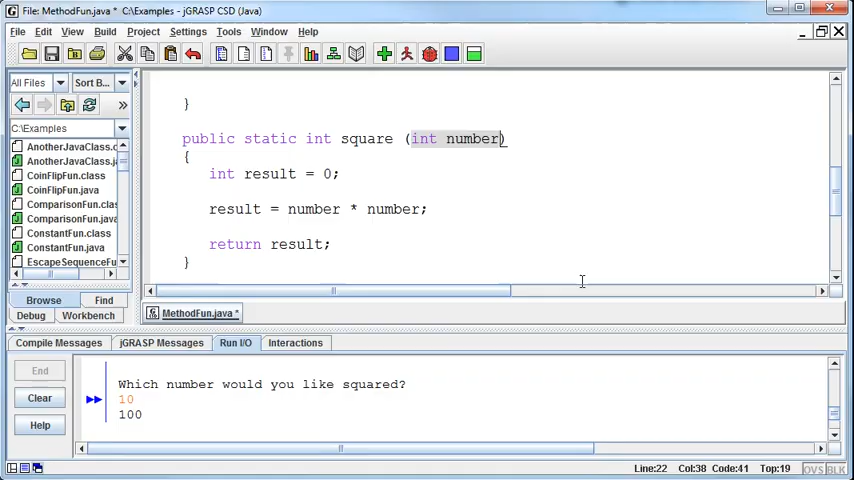 File: MethodFun.java * C:\Examples - jGRASP CSD (Java)
File Edit View Build Project Settings Tools Window Help
All Files Sort B...
C:\Examples
AnotherJavaClass.c
AnotherJavaClass.ja
CoinFlipFun.class
CoinFlipFun.java
ComparisonFun.clas
ComparisonFun.java
ConstantFun.class
ConstantFun.java
EscapeSequenceFu
Browse Find
Debug Workbench
}
public static int square (int number)
{
int result = 0;
result = number * number;
return result;
}
MethodFun.java *
Compile Messages jGRASP Messages Run I/O Interactions
End
Clear
Help
Which number would you like squared?
10
100
Line:22 Col:38 Code:41 Top:19 OVS BLK